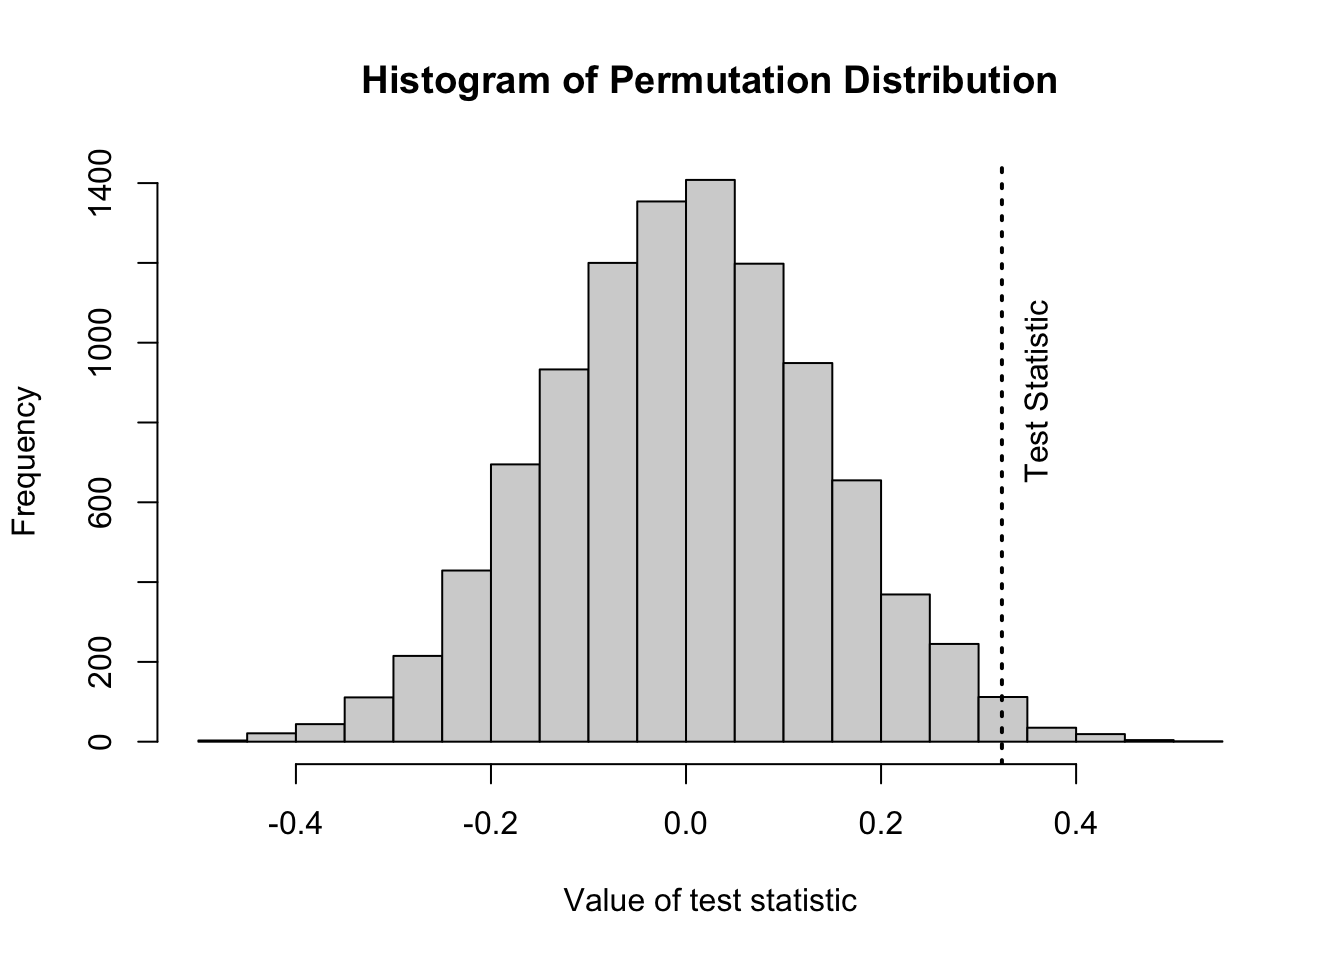 Histogram of Permutation Distribution
1400
1000
600
200
0
Frequency
Test Statistic
-0.4 -0.2 0.0 0.2 0.4
Value of test statistic